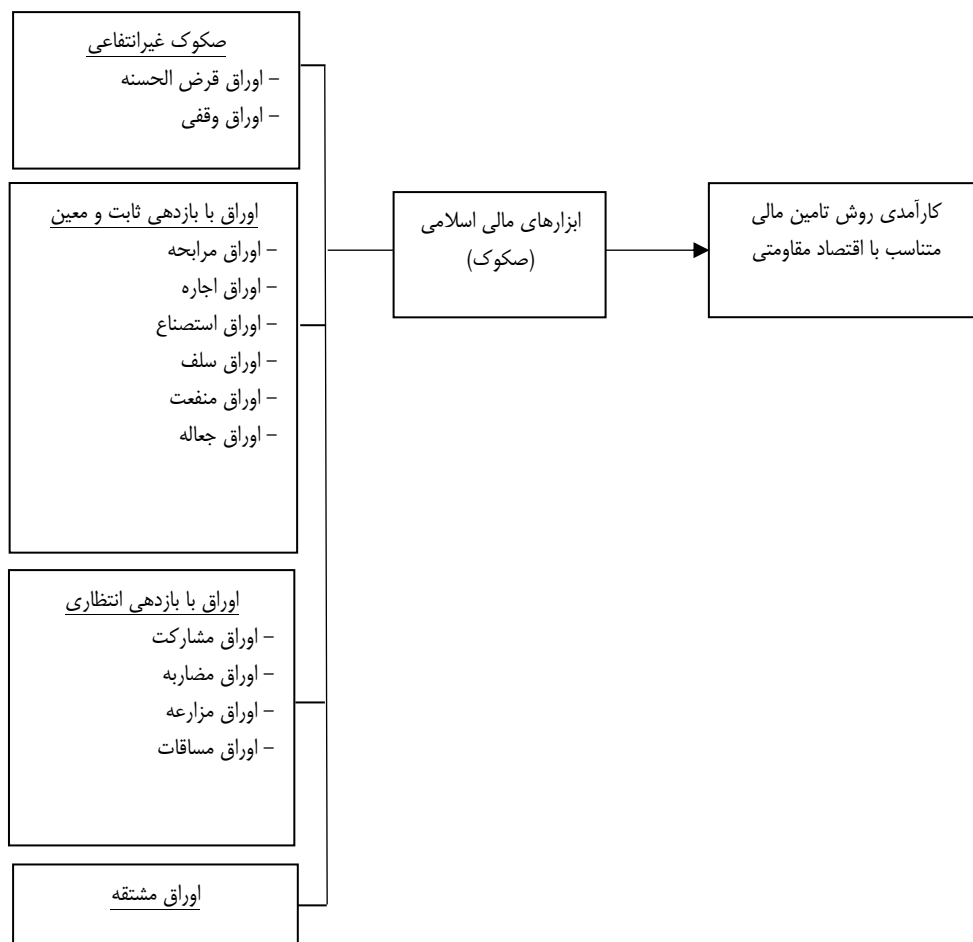 صکوک غیرانتفاعی
- اوراق قرض الحسنه
- اوراق وقفی
اوراق با بازدهی ثابت و معین
- اوراق مرابحه
- اوراق اجاره
- اوراق استصناع
- اوراق سلف
- اوراق منفعت
- اوراق جعاله
اوراق با بازدهی انتظاری
- اوراق مشارکت
- اوراق مضاربه
- اوراق مزارعه
- اوراق مساقات
اوراق مشتقه
ابزارهای مالی اسلامی
(صکوک)
کارآمدی روش تامین مالی
متناسب با اقتصاد مقاومتی